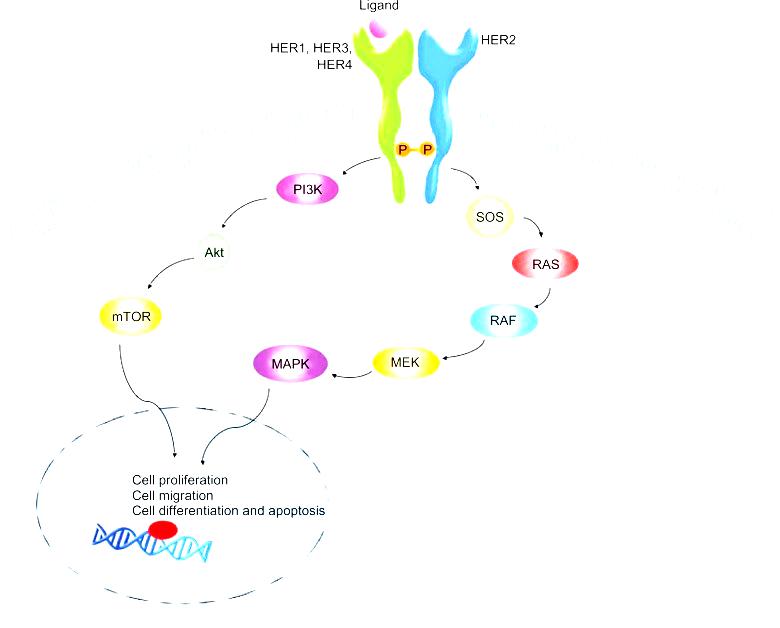 Ligand
HER1, HER3,
HER4
HER2
P P
PI3K
SOS
Akt
RAS
mTOR
RAF
MAPK
MEK
Cell proliferation
Cell migration
Cell differentiation and apoptosis